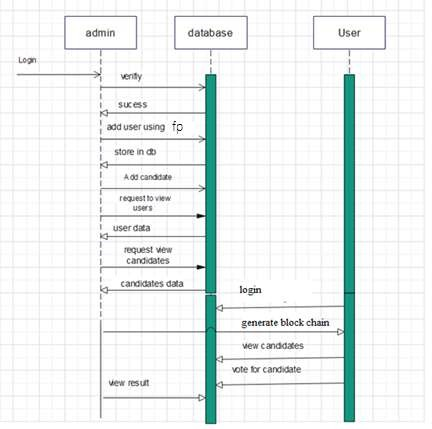 admin
database
User
Login
verifiy
sucess
add user using fp
store in db
Add candidate
request to view
users
user data
request view
candidates
candidates data
login
generate block chain
view candidates
vote for candidate
view result